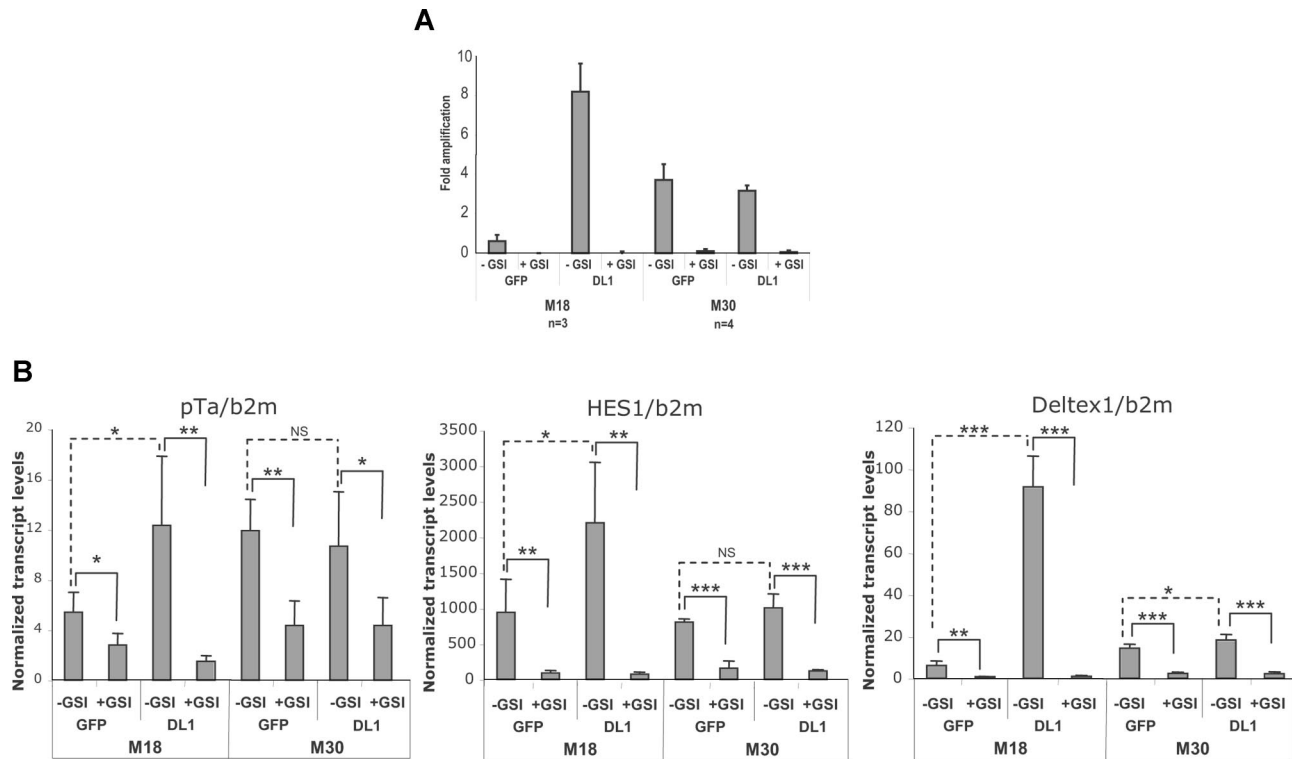 A
Fold amplification
10
8
6
4
2
0
- GSI + GSI - GSI + GSI - GSI + GSI - GSI + GSI
GFP DL1 GFP DL1
M18 M30
n=3 n=4
B
pTa/b2m
Normalized transcript levels
20
16
12
8
4
0
* ** NS
* ** *
-GSI +GSI -GSI +GSI -GSI +GSI -GSI +GSI
GFP DL1 GFP DL1
M18 M30
HES1/b2m
Normalized transcript levels
3500
3000
2500
2000
1500
1000
500
0
* **
** NS
*** ***
-GSI +GSI -GSI +GSI -GSI +GSI -GSI +GSI
GFP DL1 GFP DL1
M18 M30
Deltex1/b2m
Normalized transcript levels
120
100
80
60
40
20
0
*** ***
** *
*** ***
-GSI +GSI -GSI +GSI -GSI +GSI -GSI +GSI
GFP DL1 GFP DL1
M18 M30